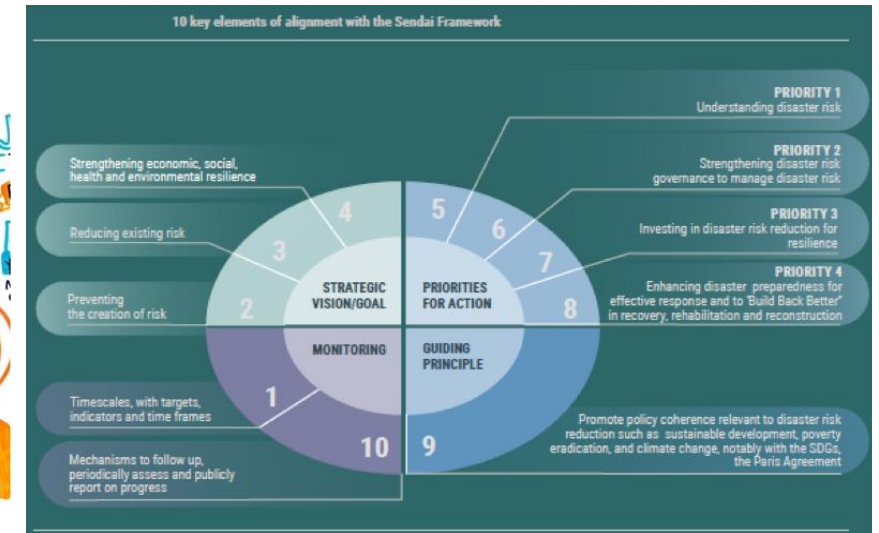 10 key elements of alignment with the Sendai Framework
PRIORITY 1
Understanding disaster risk
PRIORITY 2
Strengthening disaster risk
governance to manage disaster risk
PRIORITY 3
Investing in disaster risk reduction for
resilience
PRIORITY 4
Enhancing disaster preparedness for
effective response and to "Build Back Better"
in recovery, rehabilitation and reconstruction
Strengthening economic, social,
health and environmental resilience
Reducing existing risk
Preventing
the creation of risk
4
3
2
STRATEGIC
VISION/GOAL
5
6
7
8
PRIORITIES
FOR ACTION
MONITORING
1
10
GUIDING
PRINCIPLE
9
Timescales, with targets,
indicators and time frames
Mechanisms to follow up,
periodically assess and publicly
report on progress
Promote policy coherence relevant to disaster risk
reduction such as sustainable development, poverty
eradication, and climate change, notably with the SDGs,
the Paris Agreement